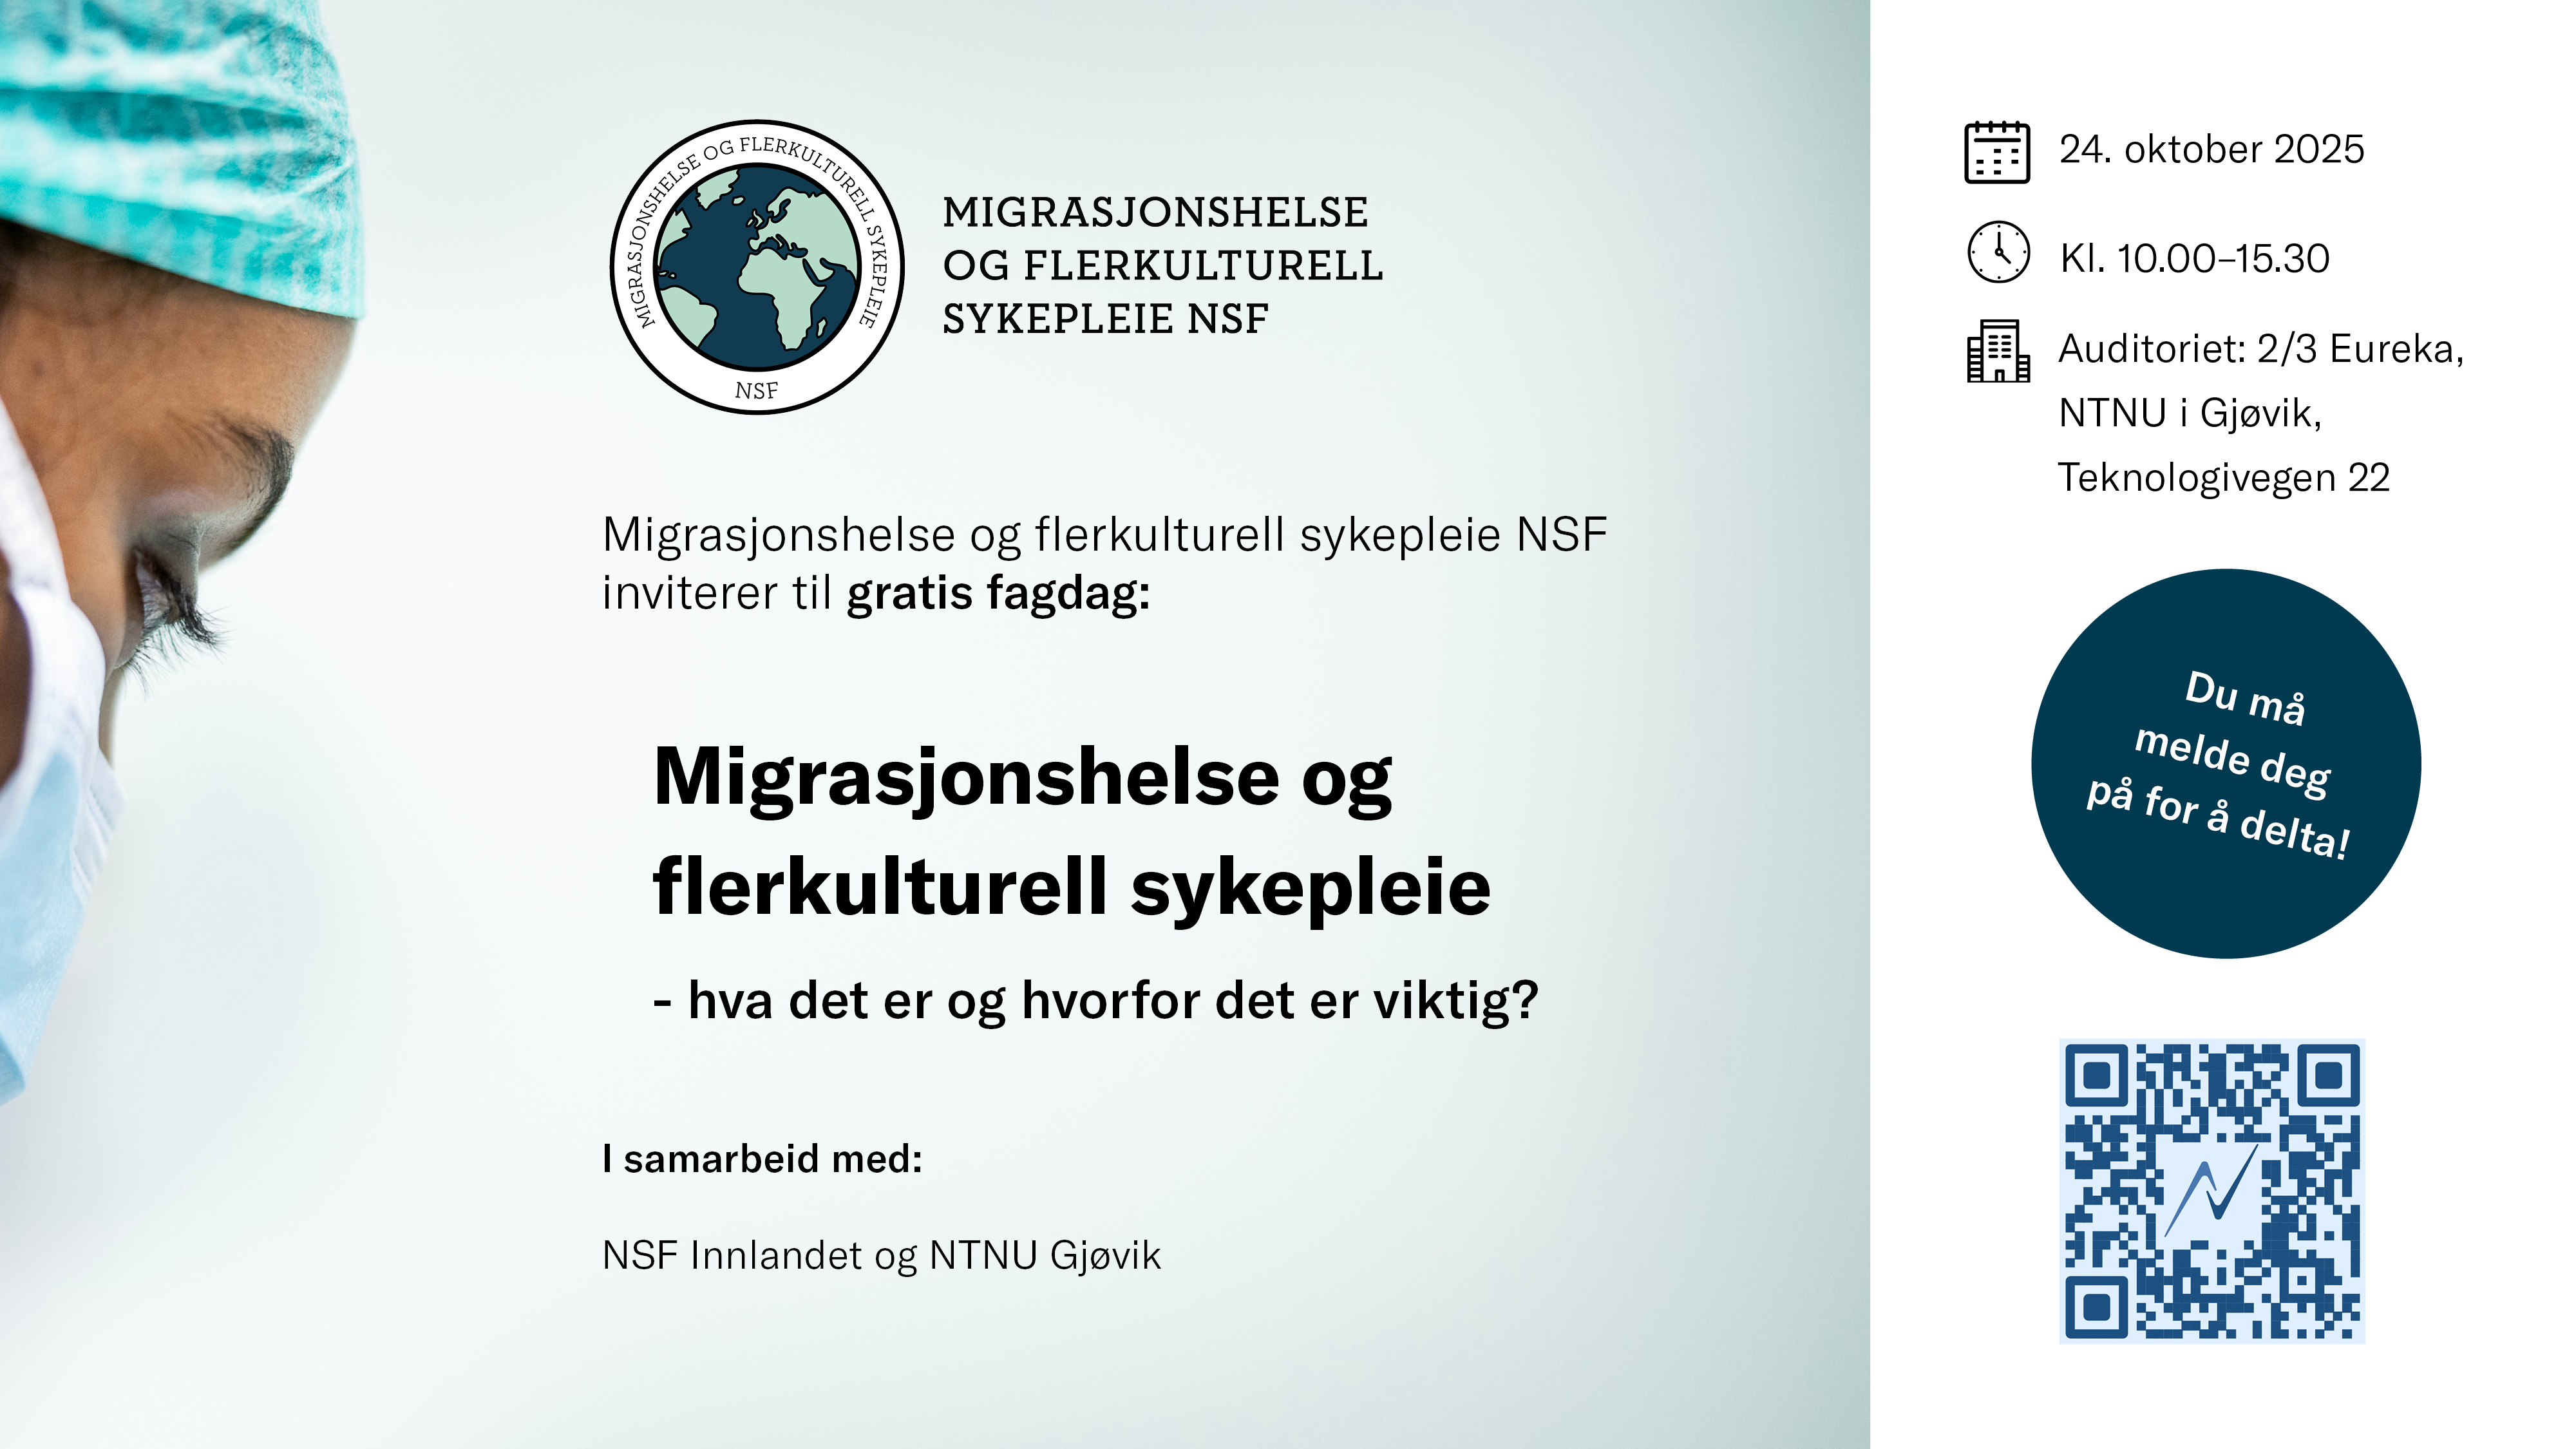 MIGRASJONSHELSE OG FLERKULTURELL SYKEPLEIE
NSF
MIGRASJONSHELSE
OG FLERKULTURELL
SYKEPLEIE NSF
Migrasjonshelse og flerkulturell sykepleie NSF
inviterer til gratis fagdag:
Migrasjonshelse og
flerkulturell sykepleie
- hva det er og hvorfor det er viktig?
I samarbeid med:
NSF Innlandet og NTNU Gjøvik
24. oktober 2025
Kl. 10.00–15.30
Auditoriet: 2/3 Eureka,
NTNU i Gjøvik,
Teknologivegen 22
Du må
melde deg
på for å delta!